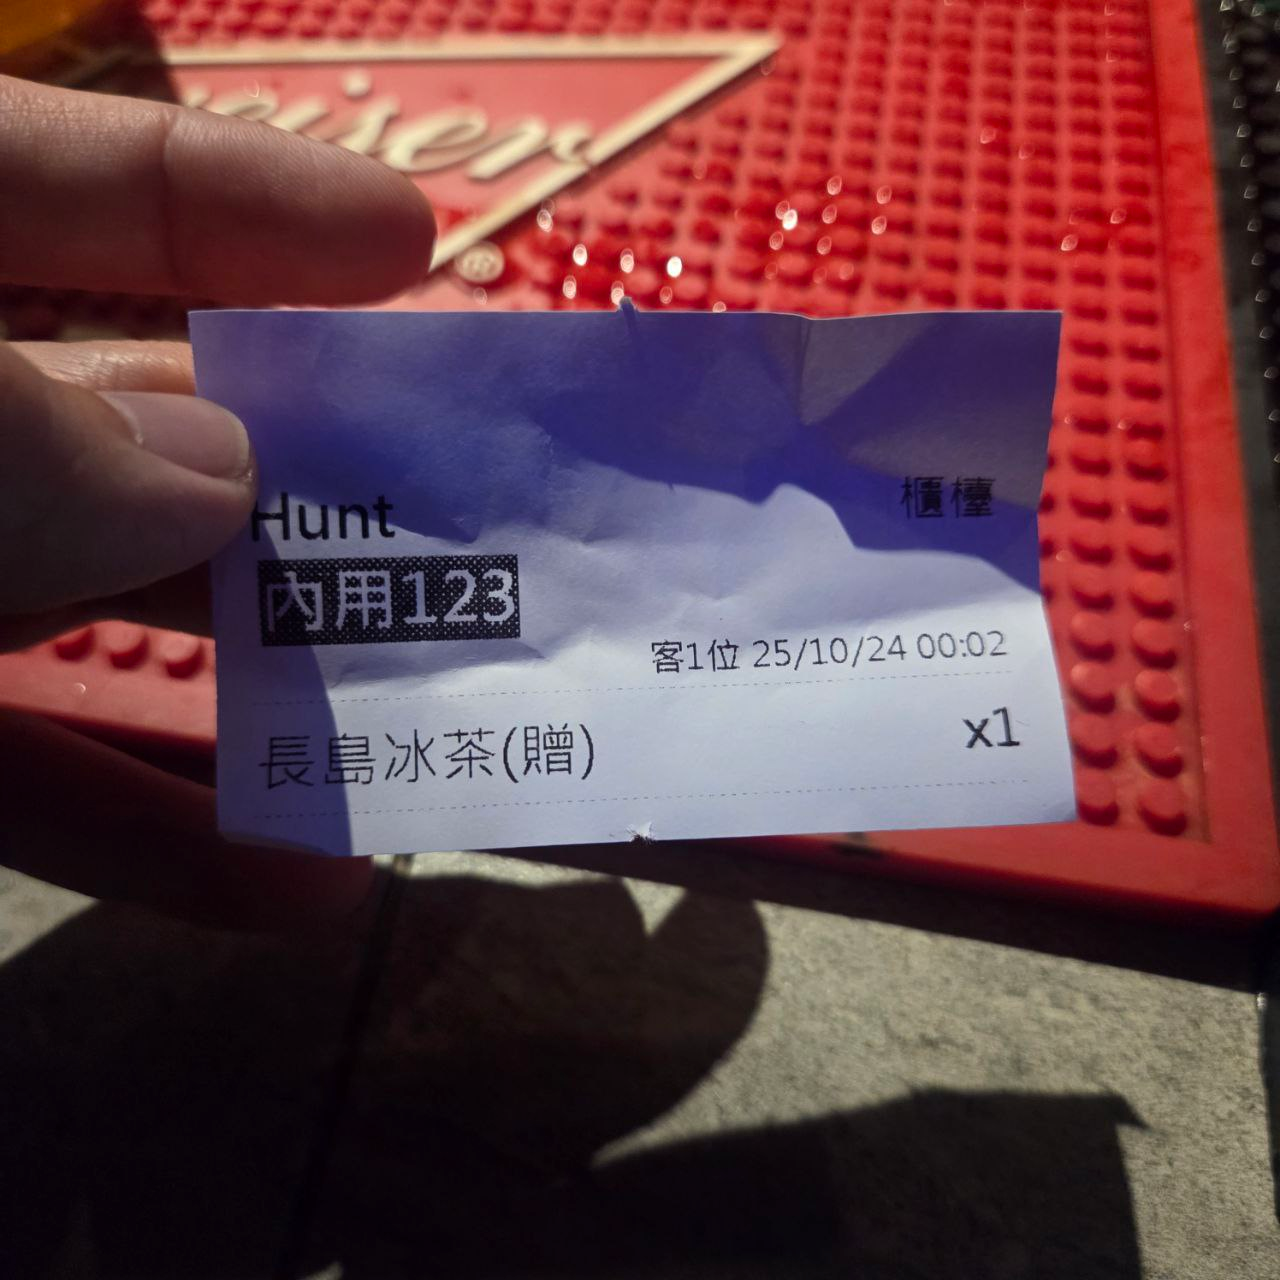 eiser
®
Hunt
櫃檯
內用123
客1位 25/10/24 00:02
長島冰茶(贈) x1